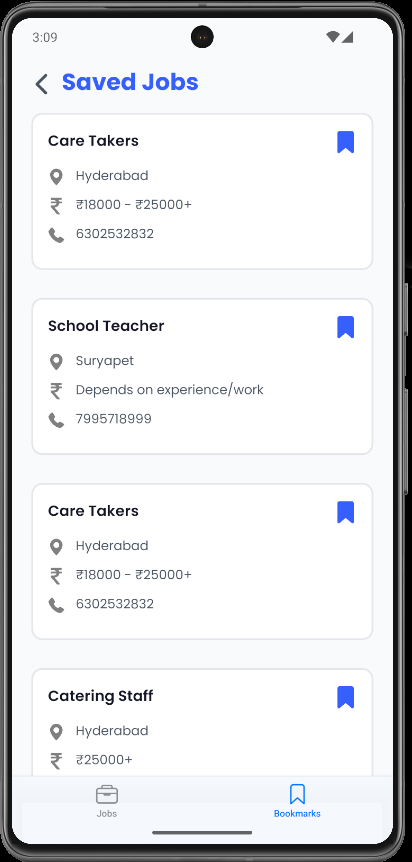 3:09
Saved Jobs
Care Takers
Hyderabad
₹18000 - ₹25000+
6302532832
School Teacher
Suryapet
Depends on experience/work
7995718999
Care Takers
Hyderabad
₹18000 - ₹25000+
6302532832
Catering Staff
Hyderabad
₹25000+
Jobs
Bookmarks